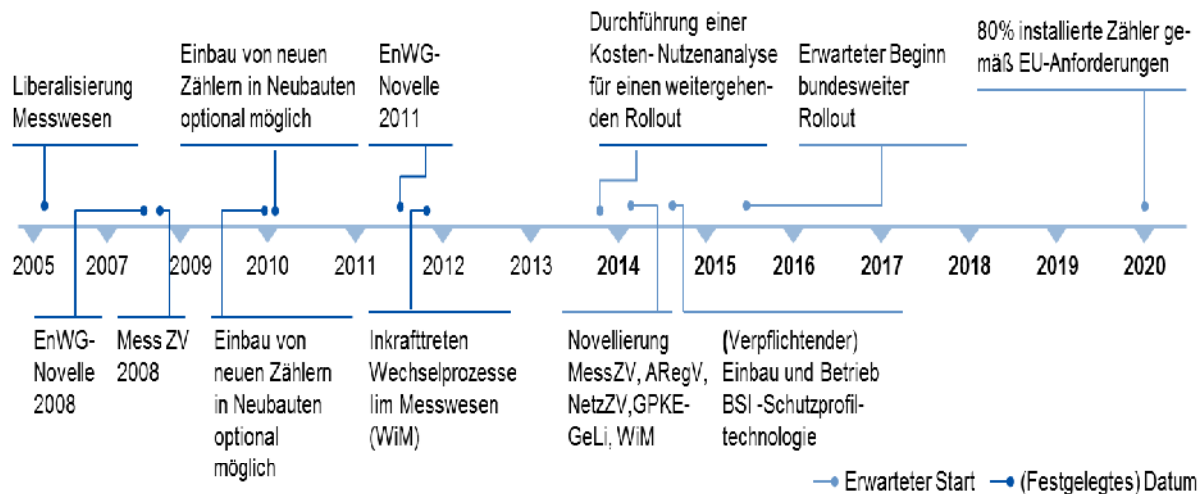 Liberalisierung
Messwesen
Einbau von neuen
Zählern in Neubauten
optional möglich
EnWG-
Novelle
2011
Durchführung einer
Kosten- Nutzenanalyse
für einen weitergehen-
den Rollout
Erwarteter Beginn
bundesweiter
Rollout
80% installierte Zähler ge-
mäß EU-Anforderungen
2005 2007 2009 2010 2011 2012 2013 2014 2015 2016 2017 2018 2019 2020
EnWG-
Novelle
2008
Mess ZV
2008
Einbau von
neuen Zählern
in Neubauten
optional
möglich
Inkrafttreten
Wechselprozesse
Iim Messwesen
(WiM)
Novellierung
MessZV, ARegV,
NetzZV,GPKE-
GeLi, WiM
(Verpflichtender)
Einbau und Betrieb
BSI -Schutzprofil-
technologie
Erwarteter Start (Festgelegtes) Datum